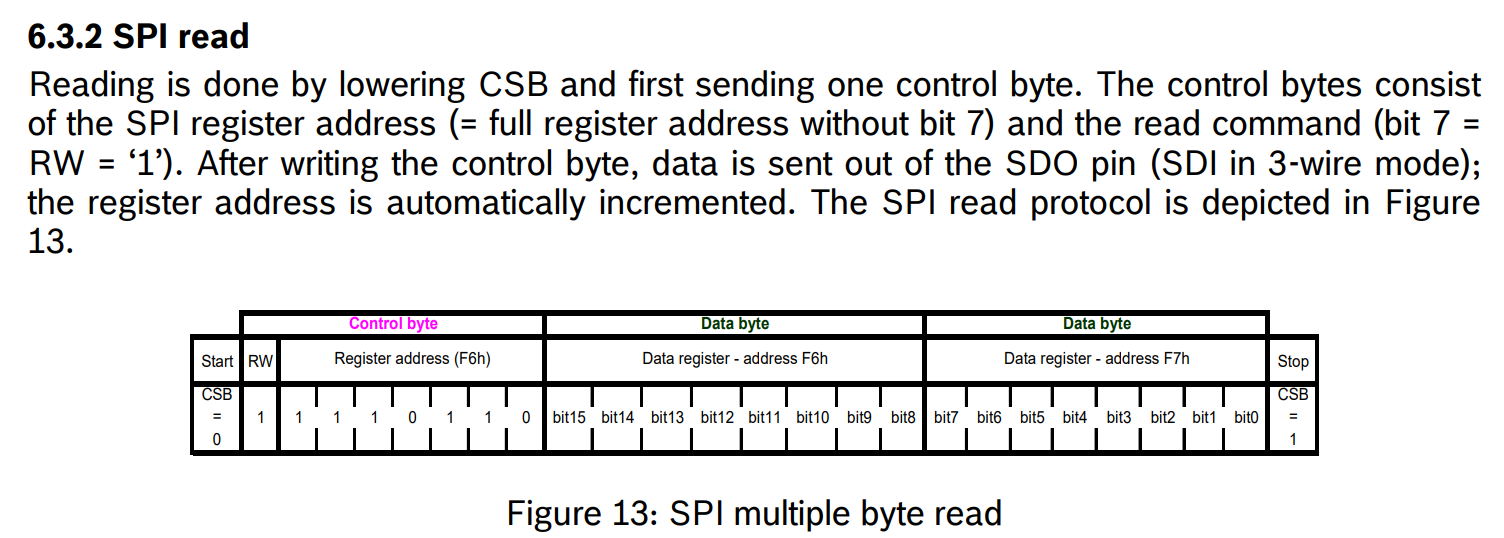 6.3.2 SPI read
Reading is done by lowering CSB and first sending one control byte. The control bytes consist
of the SPI register address (= full register address without bit 7) and the read command (bit 7 =
RW = ‘1’). After writing the control byte, data is sent out of the SDO pin (SDI in 3-wire mode);
the register address is automatically incremented. The SPI read protocol is depicted in Figure
13.
Control byte Data byte Data byte
Start RW Register address (F6h) Data register - address F6h Data register - address F7h Stop
CSB CSB
= 1 1 1 1 0 1 1 0 bit15 bit14 bit13 bit12 bit11 bit10 bit9 bit8 bit7 bit6 bit5 bit4 bit3 bit2 bit1 bit0 =
0 1
Figure 13: SPI multiple byte read